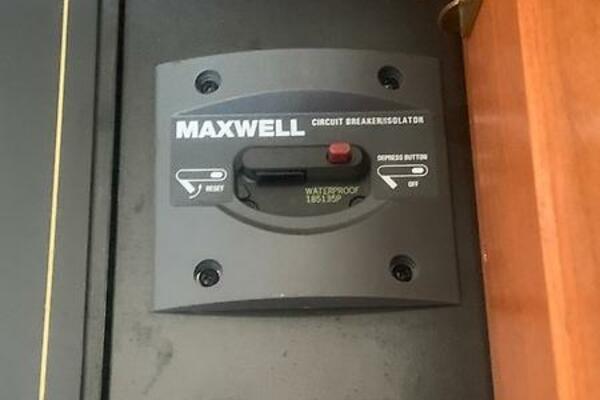 MAXWELL CIRCUIT BREAKER/ISOLATOR
RESET
DEPRESS BUTTON
OFF
WATERPROOF
185135P